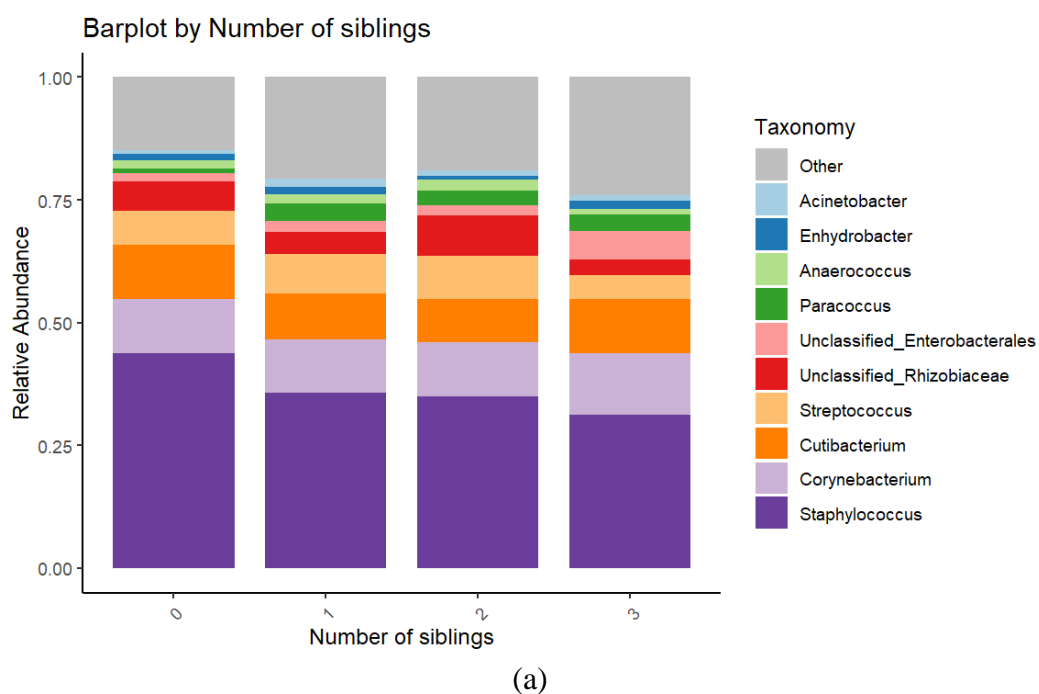 Barplot by Number of siblings
Relative Abundance
1.00
0.75
0.50
0.25
0.00
0
1
2
3
Number of siblings
Taxonomy
Other
Acinetobacter
Enhydrobacter
Anaerococcus
Paracoccus
Unclassified_Enterobacterales
Unclassified_Rhizobiaceae
Streptococcus
Cutibacterium
Corynebacterium
Staphylococcus
(a)